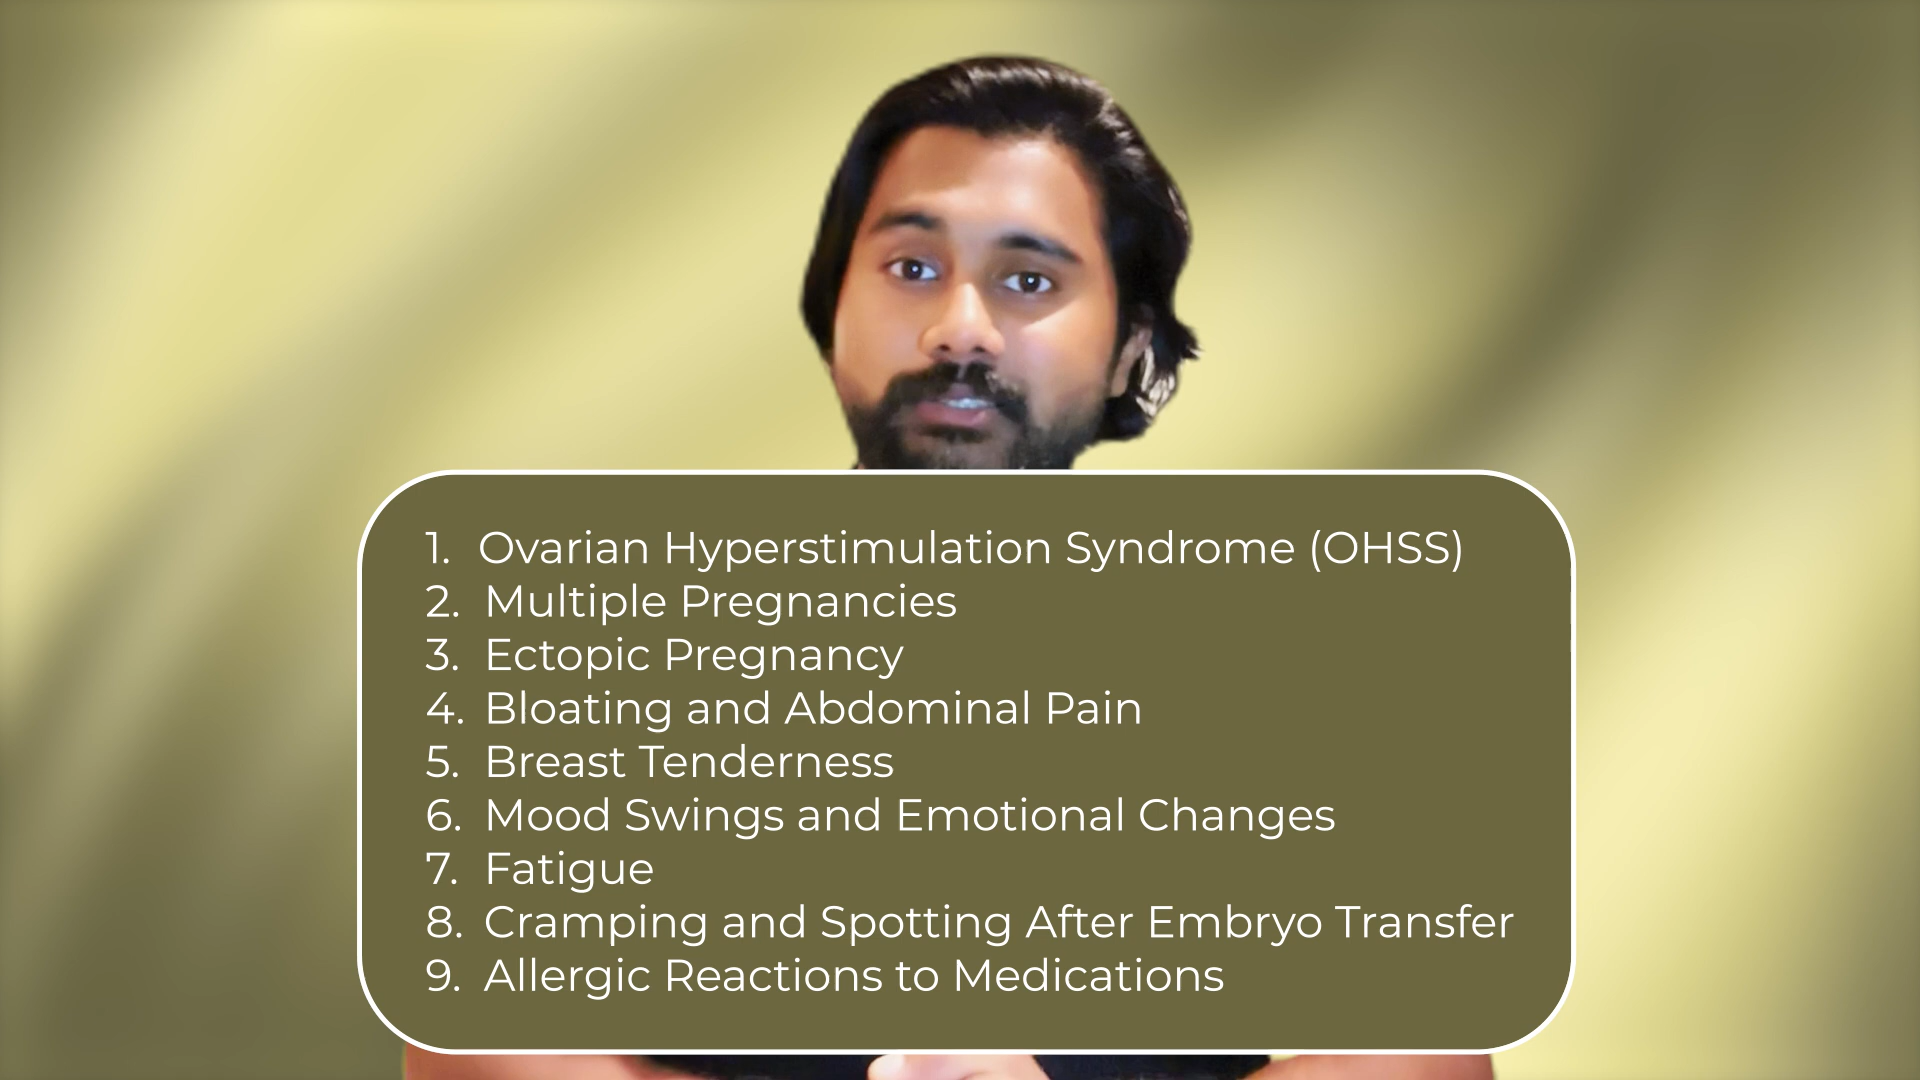 1. Ovarian Hyperstimulation Syndrome (OHSS)
2. Multiple Pregnancies
3. Ectopic Pregnancy
4. Bloating and Abdominal Pain
5. Breast Tenderness
6. Mood Swings and Emotional Changes
7. Fatigue
8. Cramping and Spotting After Embryo Transfer
9. Allergic Reactions to Medications